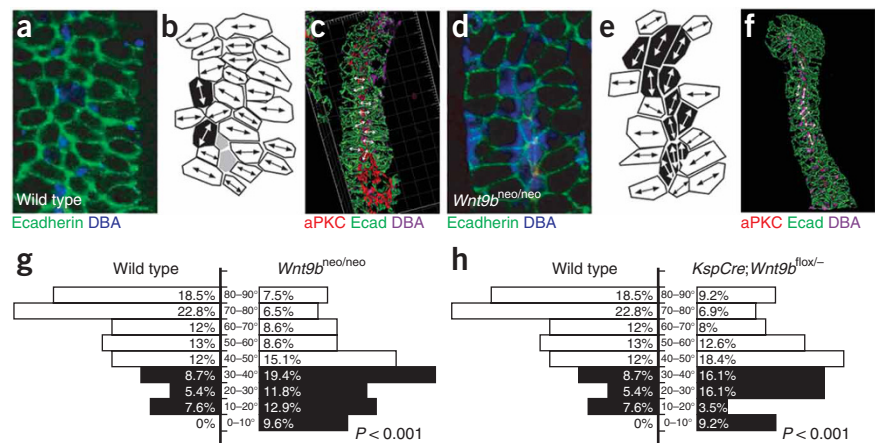 a
b
c
d
e
f
Wild type
Wnt9b neo/neo
Ecadherin DBA
aPKC Ecad DBA
Ecadherin DBA
aPKC Ecad DBA
g
Wild type
Wnt9b neo/neo
18.5% 80–90° 7.5%
22.8% 70–80° 6.5%
12% 60–70° 8.6%
13% 50–60° 8.6%
12% 40–50° 15.1%
8.7% 30–40° 19.4%
5.4% 20–30° 11.8%
7.6% 10–20° 12.9%
0% 0–10° 9.6%
P < 0.001
h
Wild type
KspCre;Wnt9b flox/–
18.5% 80–90° 9.2%
22.8% 70–80° 6.9%
12% 60–70° 8%
13% 50–60° 12.6%
12% 40–50° 18.4%
8.7% 30–40° 16.1%
5.4% 20–30° 16.1%
7.6% 10–20° 3.5%
0% 0–10° 9.2%
P < 0.001